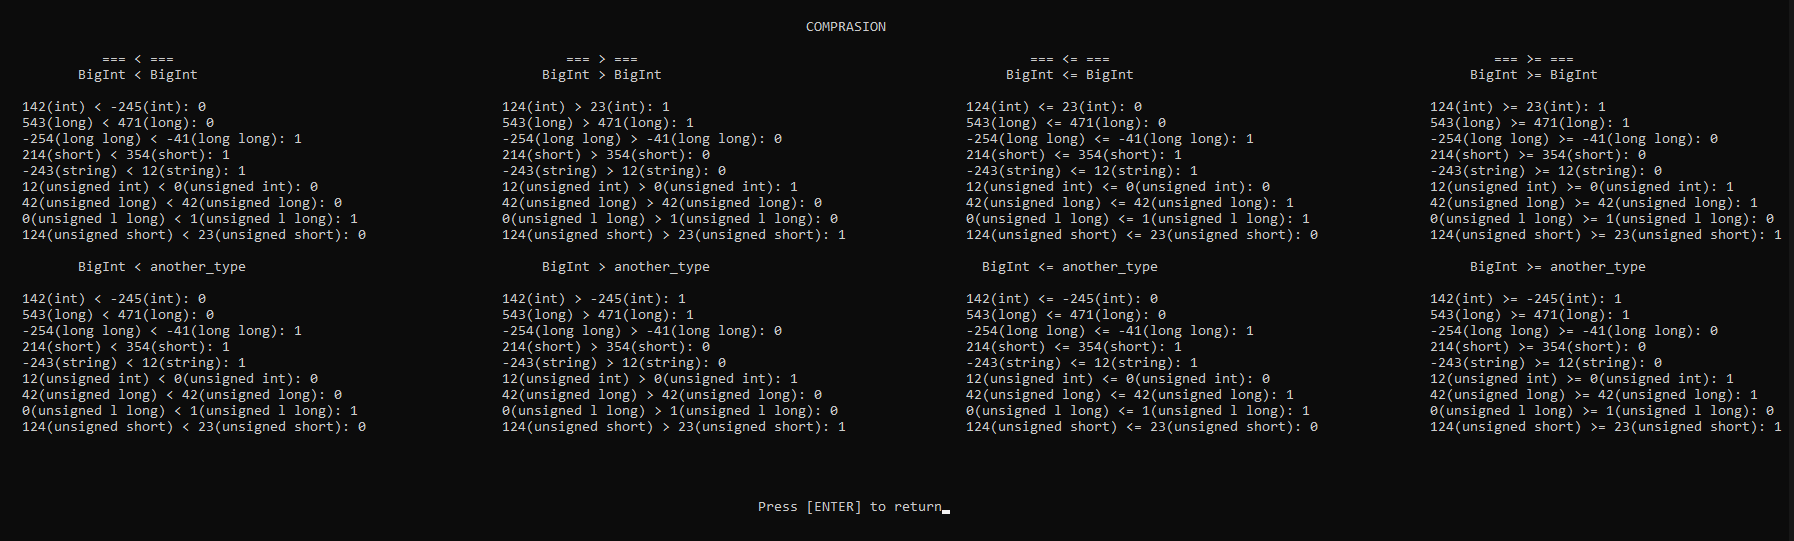 COMPRASION
=== < === === > === === <= === === >= ===
BigInt < BigInt BigInt > BigInt BigInt <= BigInt BigInt >= BigInt
142(int) < -245(int): 0 124(int) > 23(int): 1 124(int) <= 23(int): 0 124(int) >= 23(int): 1
543(long) < 471(long): 0 543(long) > 471(long): 1 543(long) <= 471(long): 0 543(long) >= 471(long): 1
-254(long long) < -41(long long): 1 -254(long long) > -41(long long): 0 -254(long long) <= -41(long long): 1 -254(long long) >= -41(long long): 0
214(short) < 354(short): 1 214(short) > 354(short): 0 214(short) <= 354(short): 1 214(short) >= 354(short): 0
-243(string) < 12(string): 1 -243(string) > 12(string): 0 -243(string) <= 12(string): 1 -243(string) >= 12(string): 0
12(unsigned int) < 0(unsigned int): 0 12(unsigned int) > 0(unsigned int): 1 12(unsigned int) <= 0(unsigned int): 0 12(unsigned int) >= 0(unsigned int): 1
42(unsigned long) < 42(unsigned long): 0 42(unsigned long) > 42(unsigned long): 0 42(unsigned long) <= 42(unsigned long): 1 42(unsigned long) >= 42(unsigned long): 1
0(unsigned l long) < 1(unsigned l long): 1 0(unsigned l long) > 1(unsigned l long): 0 0(unsigned l long) <= 1(unsigned l long): 1 0(unsigned l long) >= 1(unsigned l long): 0
124(unsigned short) < 23(unsigned short): 0 124(unsigned short) > 23(unsigned short): 1 124(unsigned short) <= 23(unsigned short): 0 124(unsigned short) >= 23(unsigned short): 1
BigInt < another_type BigInt > another_type BigInt <= another_type BigInt >= another_type
142(int) < -245(int): 0 142(int) > -245(int): 1 142(int) <= -245(int): 0 142(int) >= -245(int): 1
543(long) < 471(long): 0 543(long) > 471(long): 1 543(long) <= 471(long): 0 543(long) >= 471(long): 1
-254(long long) < -41(long long): 1 -254(long long) > -41(long long): 0 -254(long long) <= -41(long long): 1 -254(long long) >= -41(long long): 0
214(short) < 354(short): 1 214(short) > 354(short): 0 214(short) <= 354(short): 1 214(short) >= 354(short): 0
-243(string) < 12(string): 1 -243(string) > 12(string): 0 -243(string) <= 12(string): 1 -243(string) >= 12(string): 0
12(unsigned int) < 0(unsigned int): 0 12(unsigned int) > 0(unsigned int): 1 12(unsigned int) <= 0(unsigned int): 0 12(unsigned int) >= 0(unsigned int): 1
42(unsigned long) < 42(unsigned long): 0 42(unsigned long) > 42(unsigned long): 0 42(unsigned long) <= 42(unsigned long): 1 42(unsigned long) >= 42(unsigned long): 1
0(unsigned l long) < 1(unsigned l long): 1 0(unsigned l long) > 1(unsigned l long): 0 0(unsigned l long) <= 1(unsigned l long): 1 0(unsigned l long) >= 1(unsigned l long): 0
124(unsigned short) < 23(unsigned short): 0 124(unsigned short) > 23(unsigned short): 1 124(unsigned short) <= 23(unsigned short): 0 124(unsigned short) >= 23(unsigned short): 1
Press [ENTER] to return